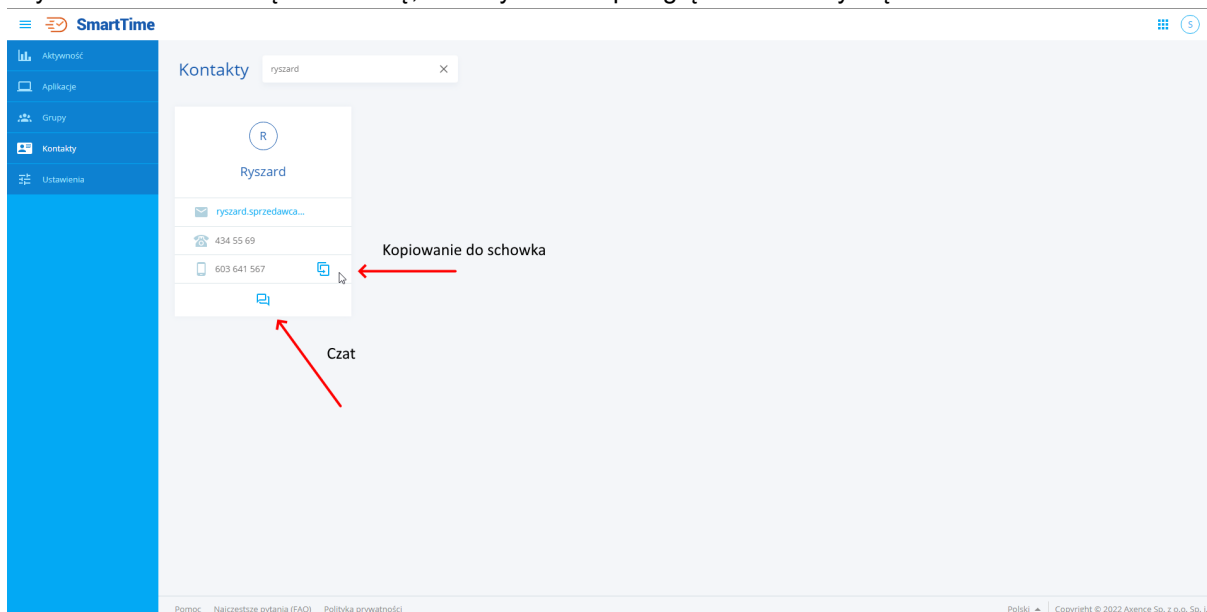 SmartTime
S
Aktywność
Aplikacje
Grupy
Kontakty
Ustawienia
Kontakty
ryszard
R
Ryszard
ryszard.sprzedawca...
434 55 69
603 641 567
Kopiowanie do schowka
Czat
Pomoc Najczęstsze pytania (FAQ) Polityka prywatności
Polski Copyright © 2022 Axence Sp. z o.o. Sp.